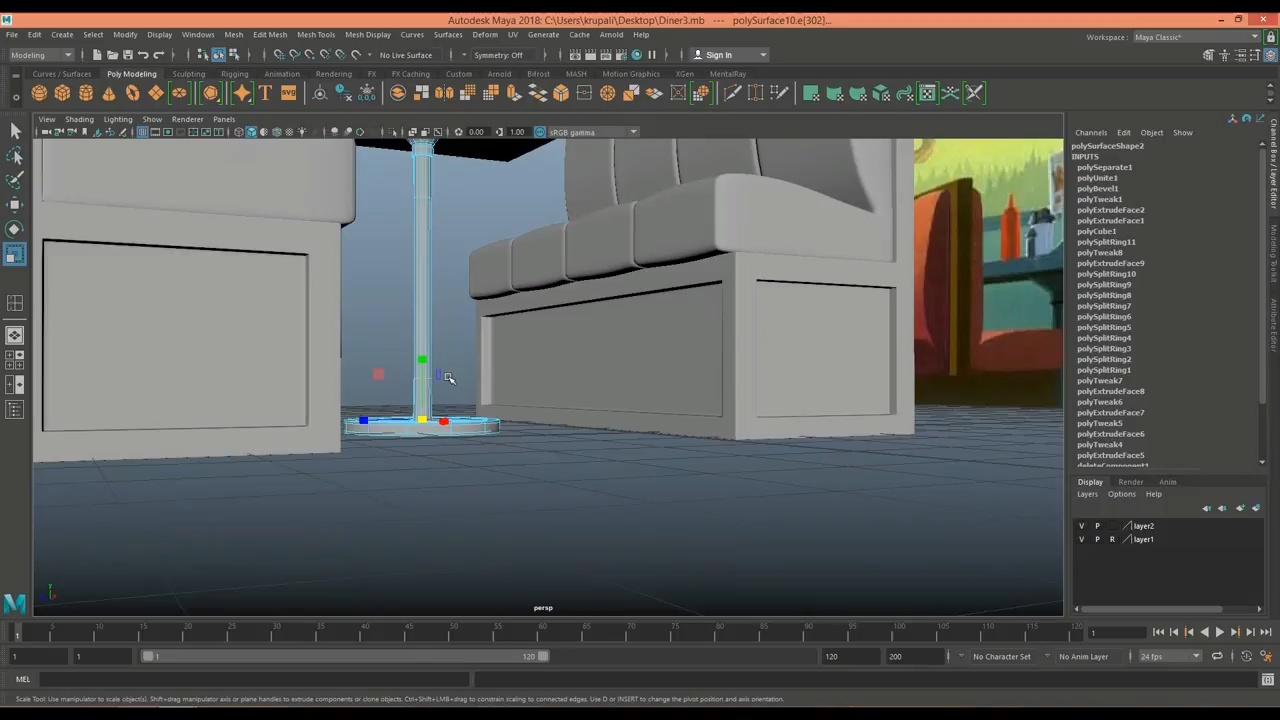 Autodesk Maya 2018: C:\Users\krupali\Desktop\Diner3.mb --- polySurface10.e[302]...
File Edit Create Select Modify Display Windows Mesh Edit Mesh Mesh Tools Mesh Display Curves Surfaces Deform UV Generate Cache Arnold Help
Workspace : Maya Classic*
Modeling No Live Surface Symmetry: Off Sign In
Curves / Surfaces Poly Modeling Sculpting Rigging Animation Rendering FX FX Caching Custom Arnold Bifrost MASH Motion Graphics XGen MentalRay
View Shading Lighting Show Renderer Panels
0.00 1.00 sRGB gamma
Channels Edit Object Show
polySurfaceShape2
INPUTS
polySeparate1
polyUnite1
polyBevel1
polyTweak1
polyExtrudeFace2
polyExtrudeFace1
polyCube1
polySplitRing11
polyTweak8
polyExtrudeFace9
polySplitRing10
polySplitRing9
polySplitRing8
polySplitRing7
polySplitRing6
polySplitRing5
polySplitRing4
polySplitRing3
polySplitRing2
polySplitRing1
polyTweak7
polyExtrudeFace8
polyTweak6
polyExtrudeFace7
polyTweak5
polyExtrudeFace6
polyTweak4
polyExtrudeFace5
deleteComponent1
Channel Box / Layer Editor
Modeling Toolkit
Attribute Editor
Display Render Anim
Layers Options Help
V P layer2
V P R layer1
persp
5 10 15 20 25 30 35 40 45 50 55 60 65 70 75 80 85 90 95 100 105 110 115 120
1 1
1 1 1 120 120 200 No Character Set No Anim Layer 24 fps
MEL
Scale Tool: Use manipulator to scale object(s). Shift+drag manipulator axis or plane handles to extrude components or clone objects. Ctrl+Shift+LMB+drag to constrain scaling to connected edges. Use D or INSERT to change the pivot position and axis orientation.